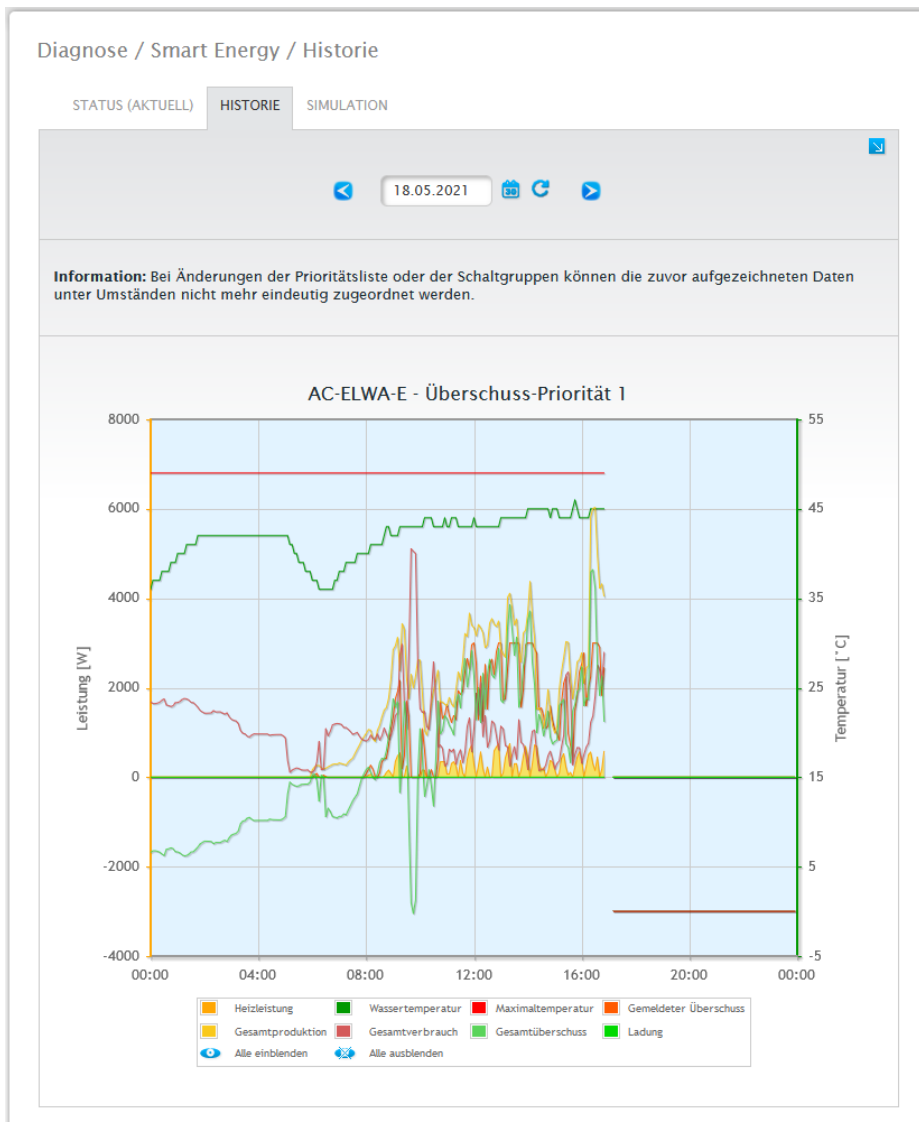 Diagnose / Smart Energy / Historie
STATUS (AKTUELL) HISTORIE SIMULATION
18.05.2021 30
Information: Bei Änderungen der Prioritätsliste oder der Schaltgruppen können die zuvor aufgezeichneten Daten
unter Umständen nicht mehr eindeutig zugeordnet werden.
AC-ELWA-E - Überschuss-Priorität 1
8000 55
6000 45
4000 35
Leistung [W] Temperatur [°C]
2000 25
0 15
-2000 5
-4000 -5
00:00 04:00 08:00 12:00 16:00 20:00 00:00
Heizleistung Wassertemperatur Maximaltemperatur Gemeldeter Überschuss
Gesamtproduktion Gesamtverbrauch Gesamtüberschuss Ladung
Alle einblenden Alle ausblenden